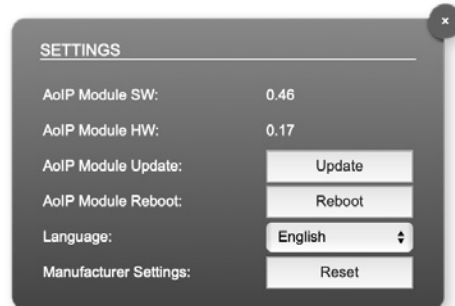 x
SETTINGS
AoIP Module SW: 0.46
AoIP Module HW: 0.17
AoIP Module Update: Update
AoIP Module Reboot: Reboot
Language: English
Manufacturer Settings: Reset